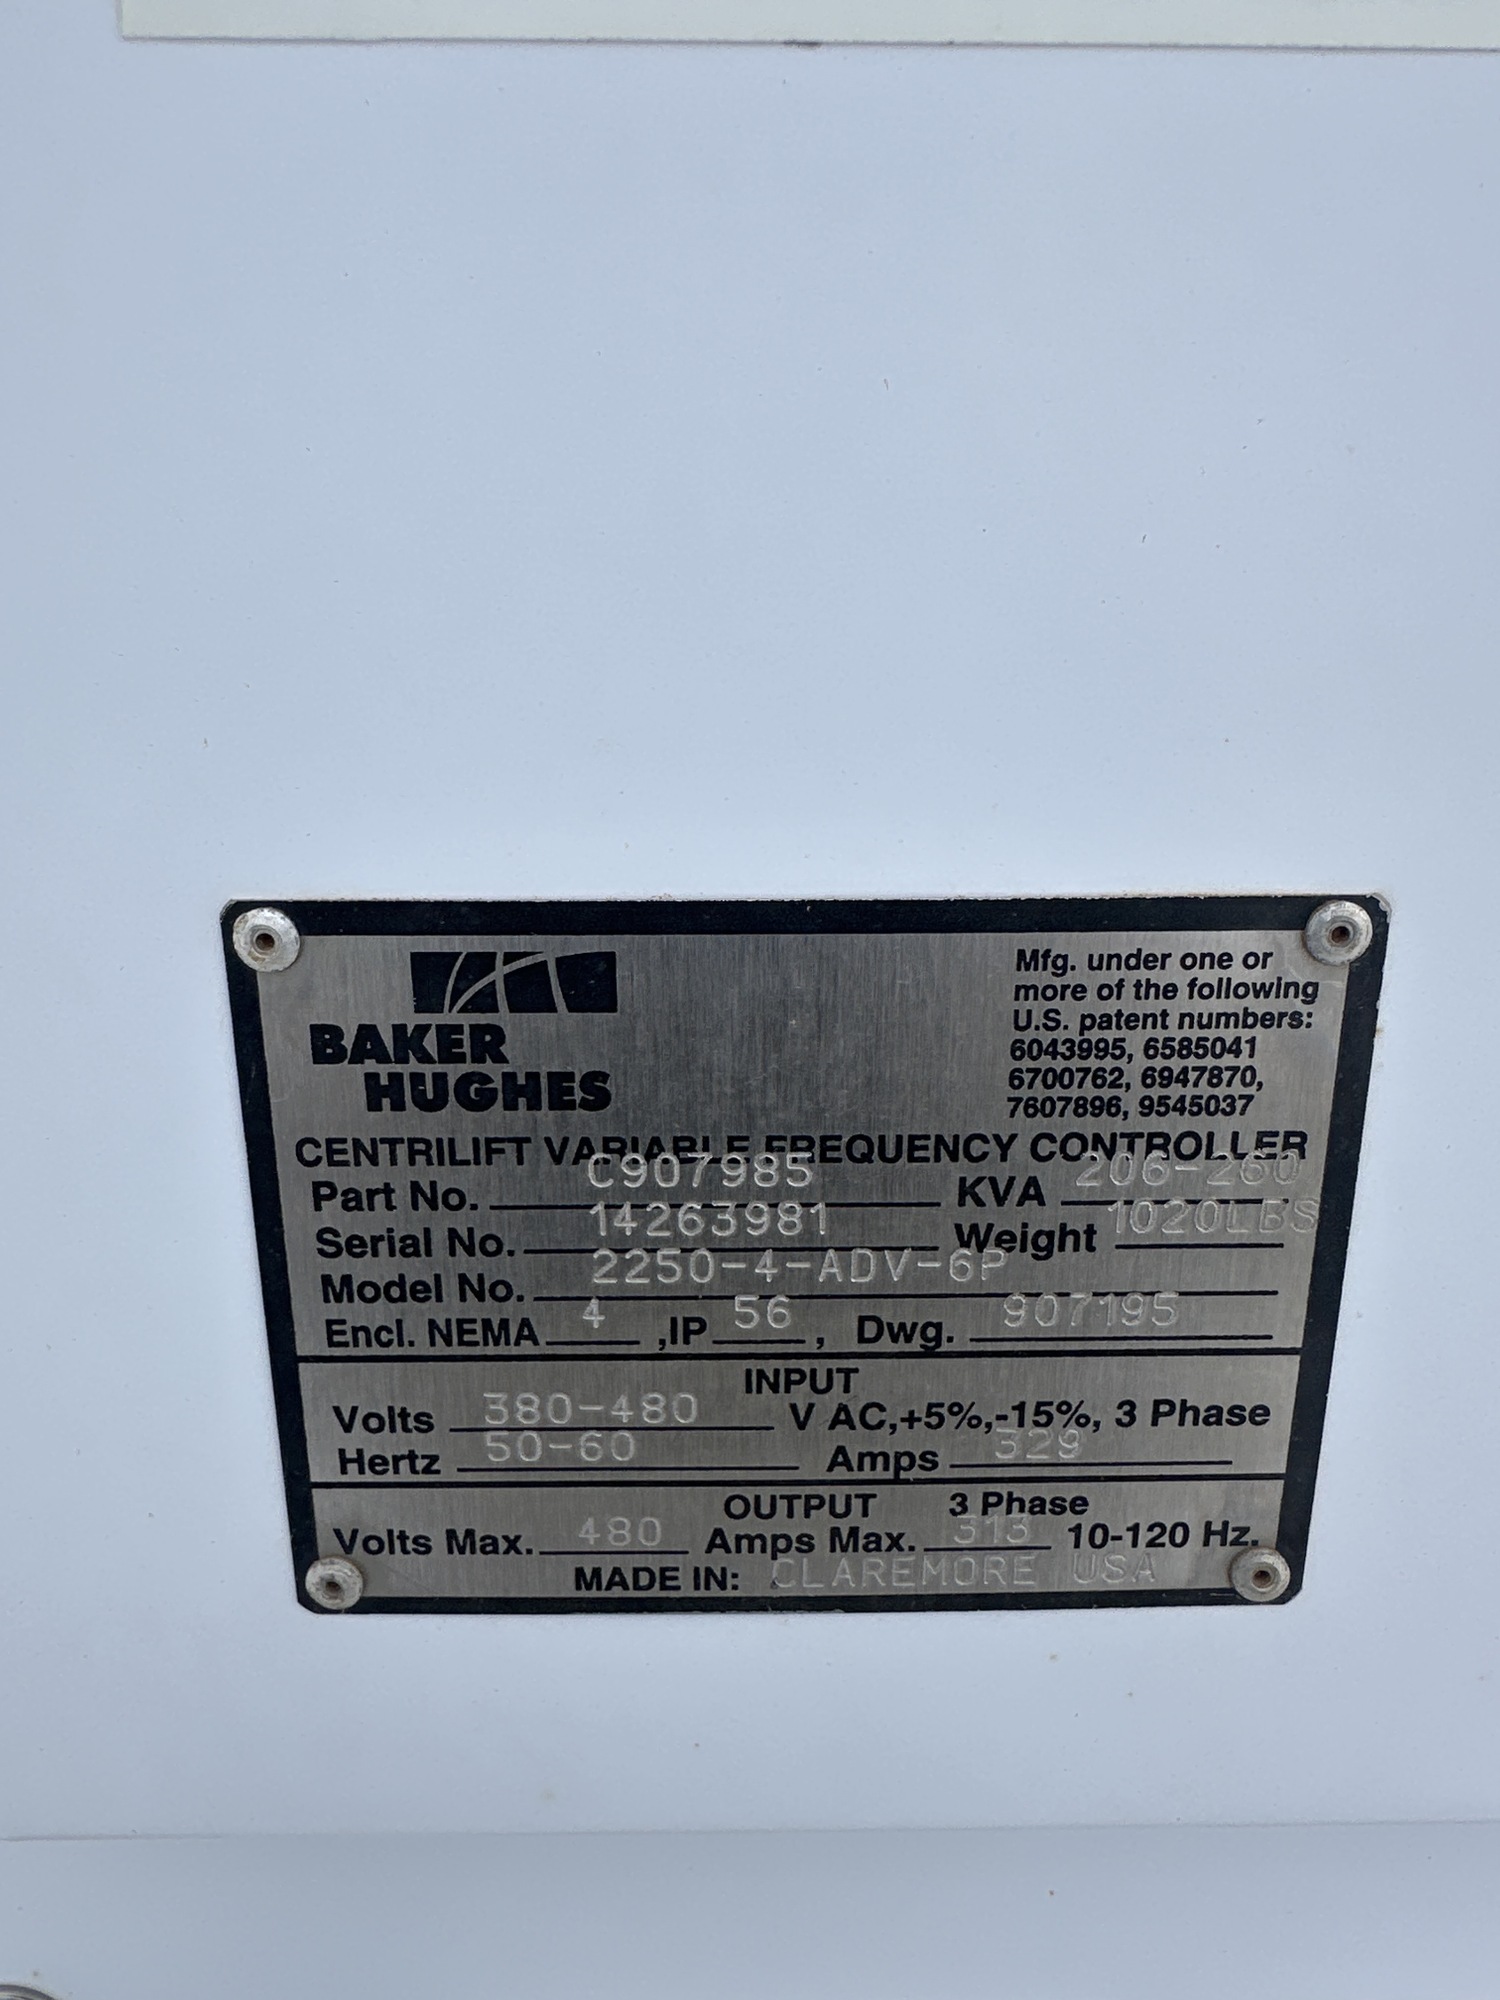 BAKER
HUGHES
Mfg. under one or
more of the following
U.S. patent numbers:
6043995, 6585041
6700762, 6947870,
7607896, 9545037
CENTRILIFT VARIABLE FREQUENCY CONTROLLER
Part No. C907985 KVA 206-260
Serial No. 14263981 Weight 1020LBS
Model No. 2250-4-ADV-6P
Encl. NEMA 4 ,IP 56 , Dwg. 907195
INPUT
Volts 380-480 V AC,+5%,-15%, 3 Phase
Hertz 50-60 Amps 329
OUTPUT 3 Phase
Volts Max. 480 Amps Max. 313 10-120 Hz.
MADE IN: CLAREMORE USA